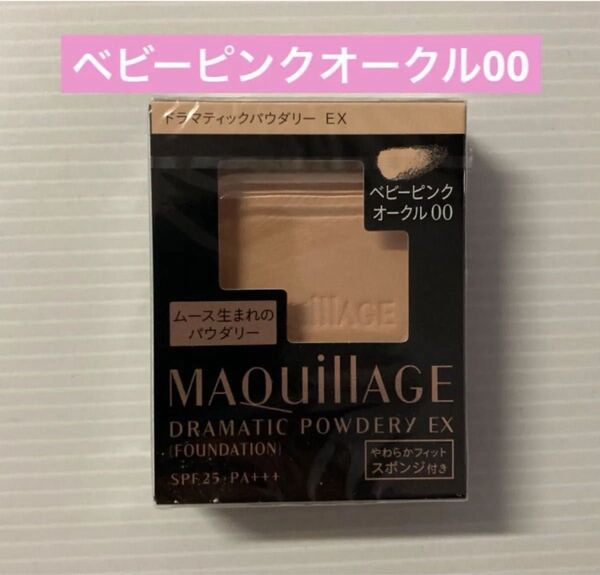 ベビーピンクオークル00
ドラマティックパウダリー EX
ベビーピンク
オークル00
uillAGE
ムース生まれの
パウダリー
MAQuillAGE
DRAMATIC POWDERY EX
(FOUNDATION)
SPF25・PA+++
やわらかフィット
スポンジ付き